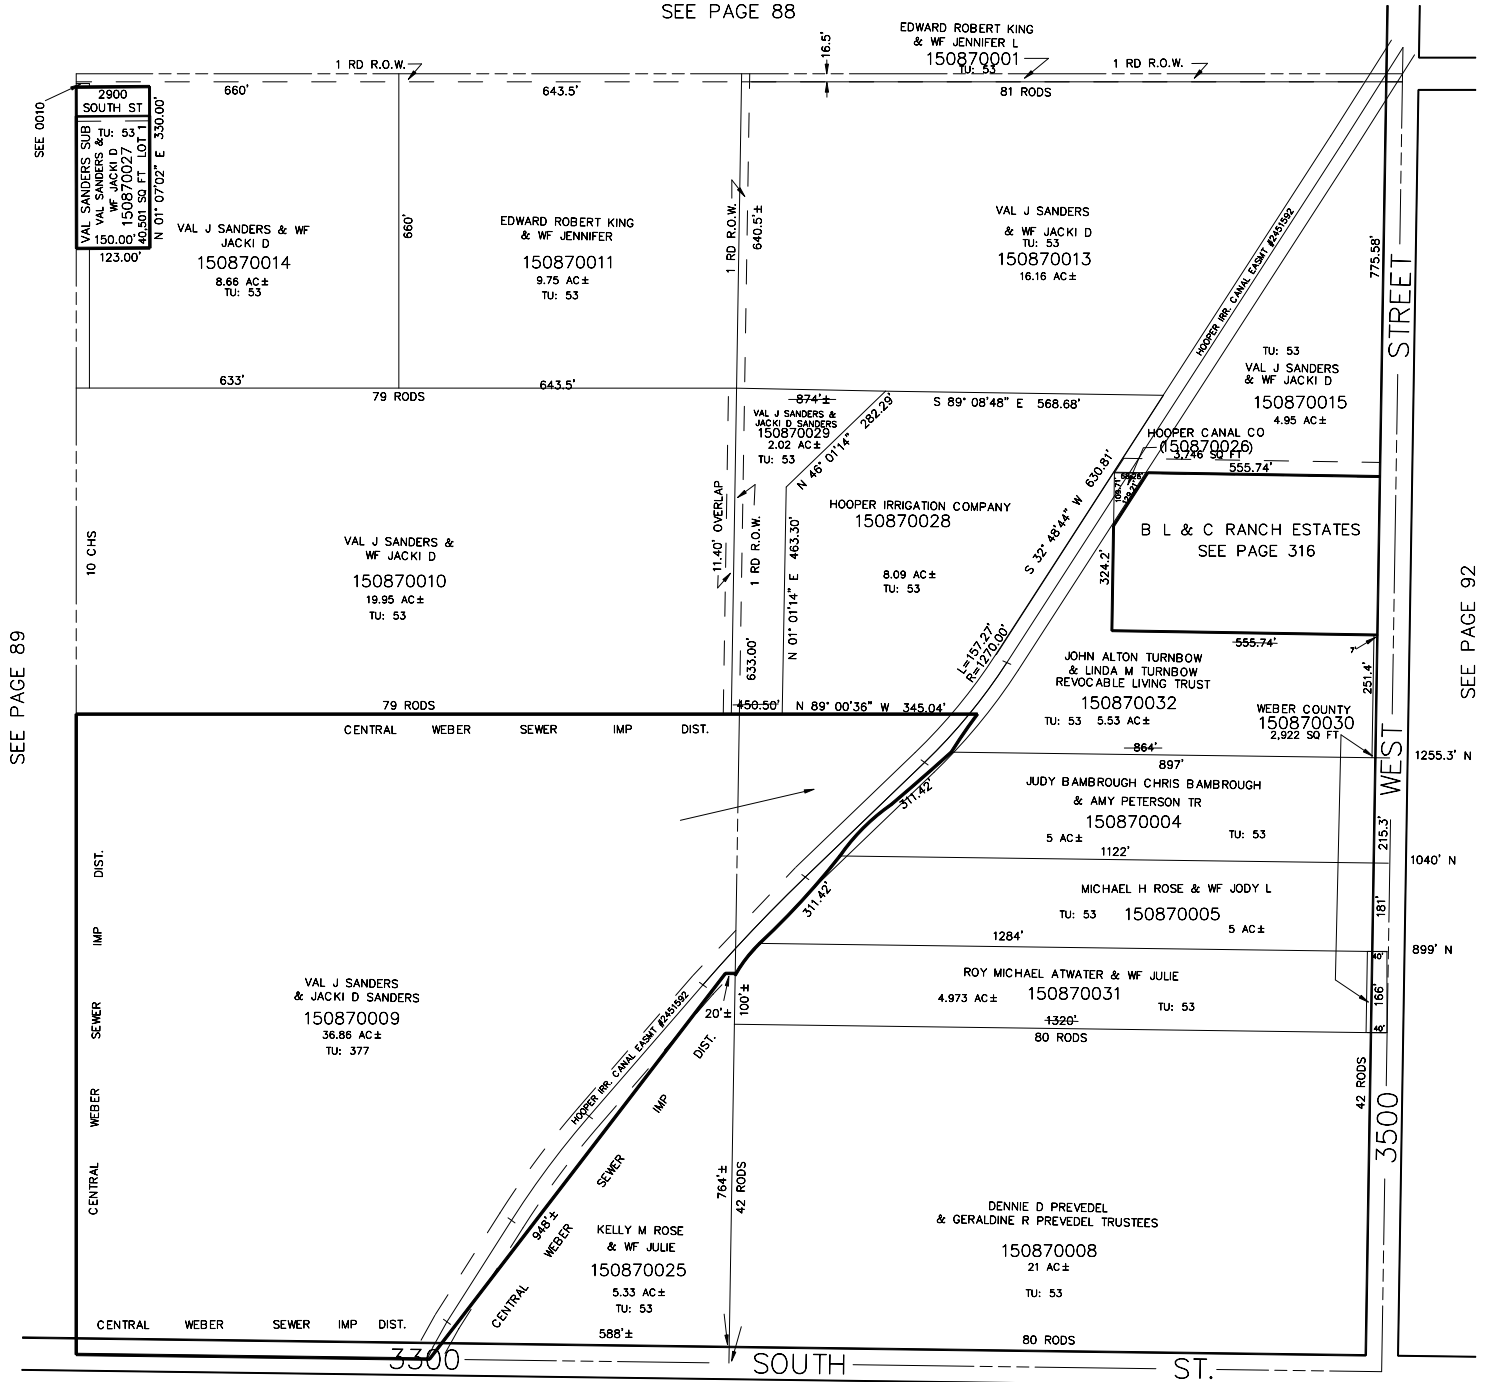 SEE PAGE 88
EDWARD ROBERT KING
& WF JENNIFER L
150870001
TU: 53
16.5'
1 RD R.O.W.
1 RD R.O.W.
660'
643.5'
81 RODS
SEE 0010
2900
SOUTH ST
VAL SANDERS SUB
VAL SANDERS &
WF JACKI D
TU: 53
150870027
40,501 SQ FT LOT 1
N 01° 07'02" E 330.00'
150.00'
123.00'
VAL J SANDERS & WF
JACKI D
150870014
8.66 AC±
TU: 53
660'
EDWARD ROBERT KING
& WF JENNIFER
150870011
9.75 AC±
TU: 53
1 RD R.O.W.
640.5'±
VAL J SANDERS
& WF JACKI D
TU: 53
150870013
16.16 AC±
HOOPER IRR. CANAL EASMT #2451592
775.58'
STREET
TU: 53
VAL J SANDERS
& WF JACKI D
150870015
4.95 AC±
633'
643.5'
79 RODS
874'±
VAL J SANDERS &
JACKI D SANDERS
150870029
2.02 AC±
TU: 53
N 46° 01'14" 282.29'
S 89° 08'48" E 568.68'
HOOPER CANAL CO
(150870026)
3,746 SQ FT
555.74'
109.71'
129.21'
S 32° 48'44" W 630.81'
HOOPER IRRIGATION COMPANY
150870028
8.09 AC±
TU: 53
B L & C RANCH ESTATES
SEE PAGE 316
324.2'
555.74'
7'
10 CHS
VAL J SANDERS &
WF JACKI D
150870010
19.95 AC±
TU: 53
11.40' OVERLAP
1 RD R.O.W.
633.00'
N 01° 01'14" E 463.30'
L=157.27'
R=1270.00'
SEE PAGE 89
SEE PAGE 92
JOHN ALTON TURNBOW
& LINDA M TURNBOW
REVOCABLE LIVING TRUST
150870032
TU: 53 5.53 AC±
251.4'
WEBER COUNTY
150870030
2,922 SQ FT
79 RODS
450.50'
N 89° 00'36" W 345.04'
CENTRAL WEBER SEWER IMP DIST.
864'
897'
WEST
1255.3' N
JUDY BAMBROUGH CHRIS BAMBROUGH
& AMY PETERSON TR
150870004
5 AC±
TU: 53
311.42'
215.3'
1122'
1040' N
MICHAEL H ROSE & WF JODY L
TU: 53
150870005
5 AC±
311.42'
181'
1284'
899' N
40'
ROY MICHAEL ATWATER & WF JULIE
4.973 AC±
150870031
TU: 53
166'
40'
1320'
80 RODS
CENTRAL WEBER SEWER IMP DIST.
VAL J SANDERS
& JACKI D SANDERS
150870009
36.86 AC±
TU: 377
HOOPER IRR. CANAL EASMT #2451592
20'±
100'±
CENTRAL WEBER SEWER IMP DIST.
948'±
764'±
42 RODS
42 RODS
3500
KELLY M ROSE
& WF JULIE
150870025
5.33 AC±
TU: 53
588'±
DENNIE D PREVEDEL
& GERALDINE R PREVEDEL TRUSTEES
150870008
21 AC±
TU: 53
80 RODS
CENTRAL WEBER SEWER IMP DIST.
3300 SOUTH ST.